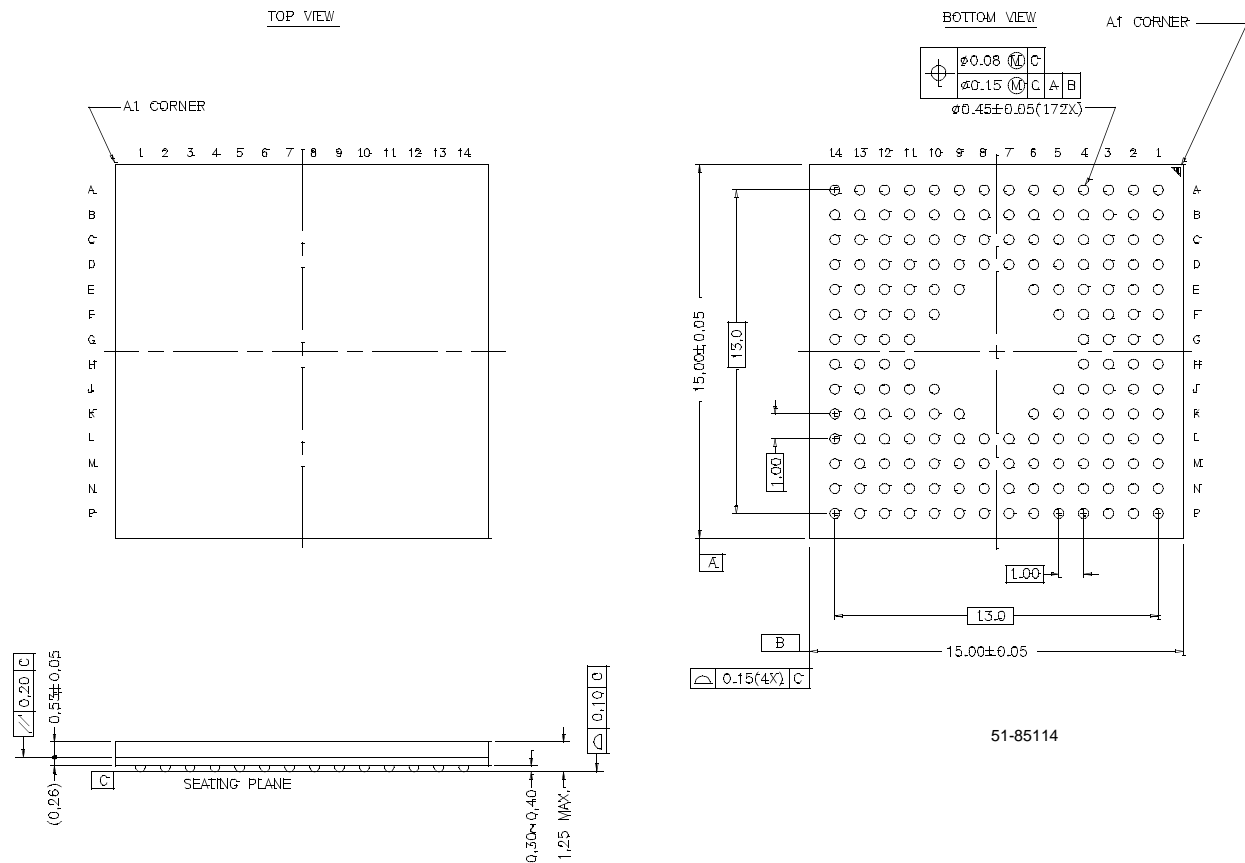 TOP VIEW
A1 CORNER
1 2 3 4 5 6 7 8 9 10 11 12 13 14
A
B
C
D
E
F
G
H
J
K
L
M
N
P
BOTTOM VIEW
A1 CORNER
Ø0.08 Ⓜ C
Ø0.15 Ⓜ C A B
Ø0.45±0.05(172X)
14 13 12 11 10 9 8 7 6 5 4 3 2 1
A
B
C
D
E
F
G
H
J
K
L
M
N
P
15.00±0.05
13.0
1.00
A
1.00
13.0
B
15.00±0.05
0.15(4X) C
51-85114
// 0.20 C
0.53±0.05
(0.26)
C
SEATING PLANE
0.30~0.40
1.25 MAX.
0.10 C